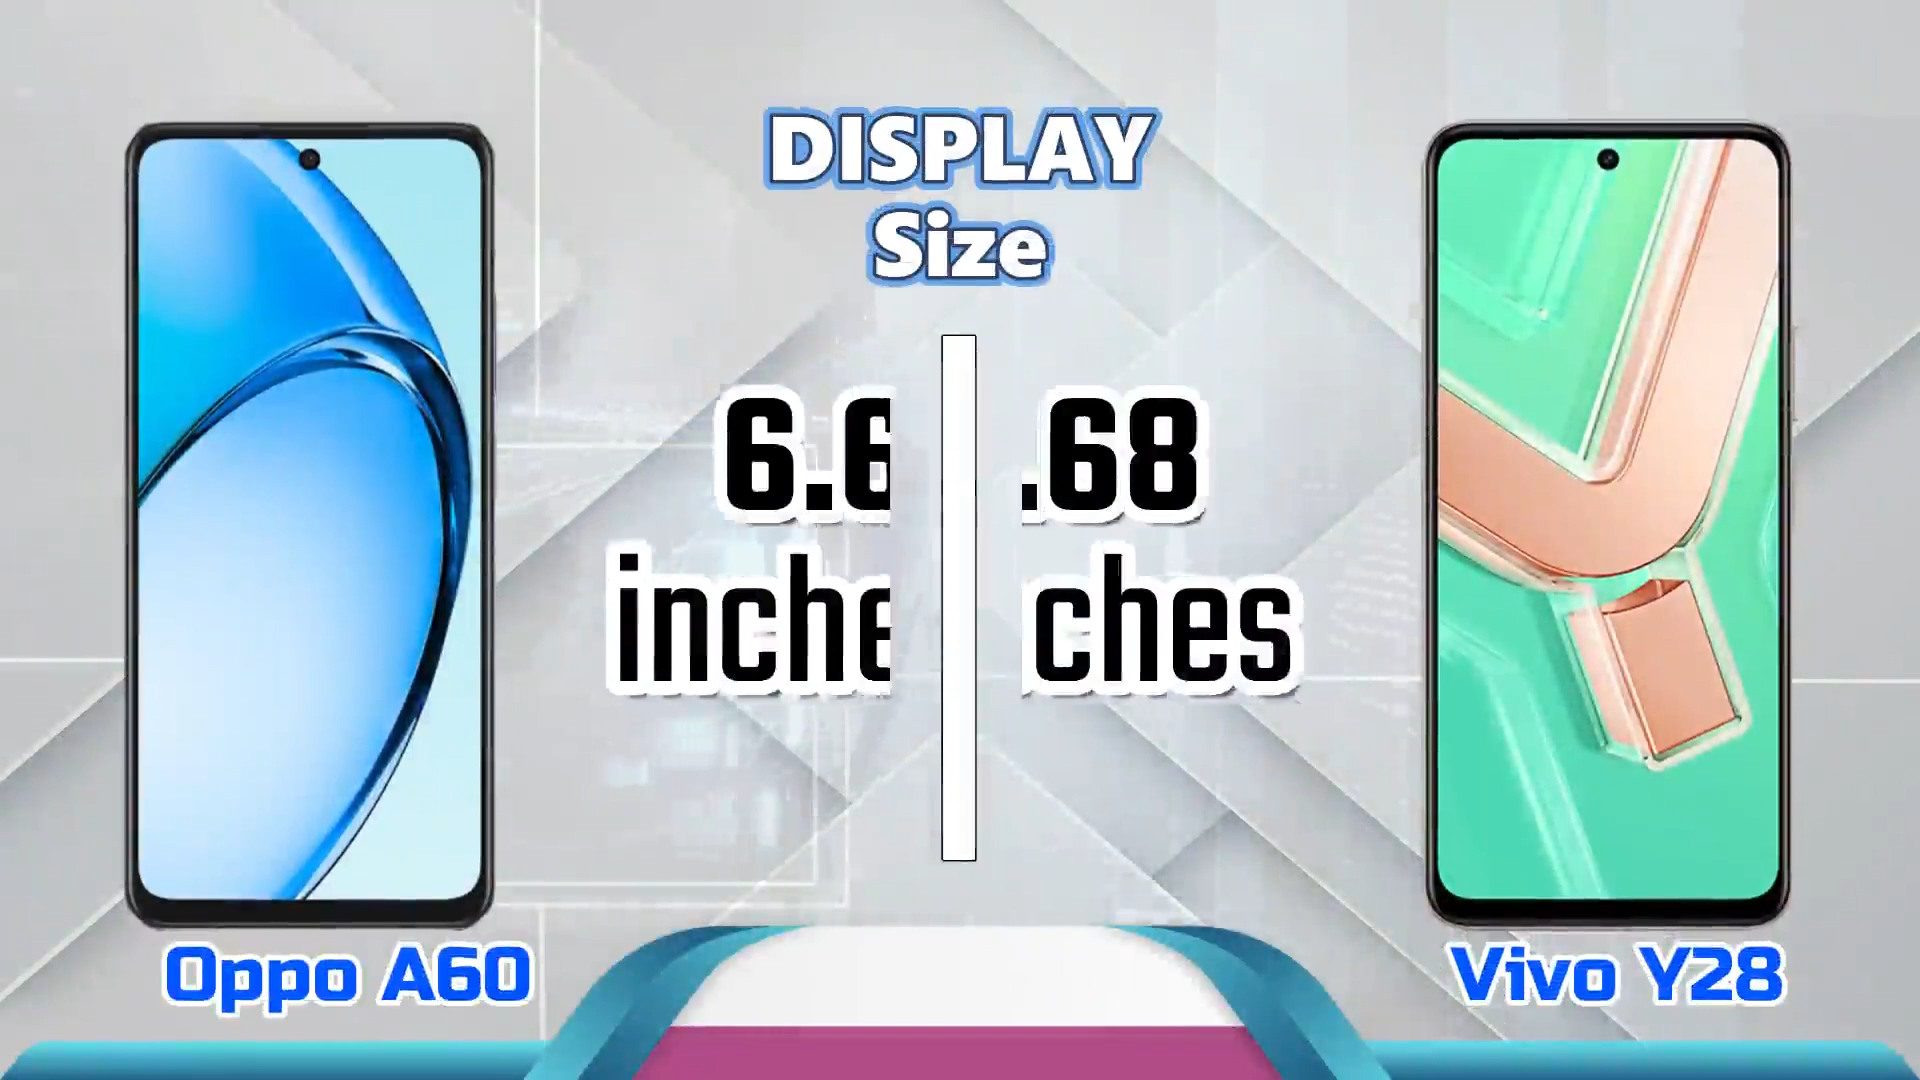 DISPLAY
Size
6.6
.68
inche
ches
Oppo A60
Vivo Y28